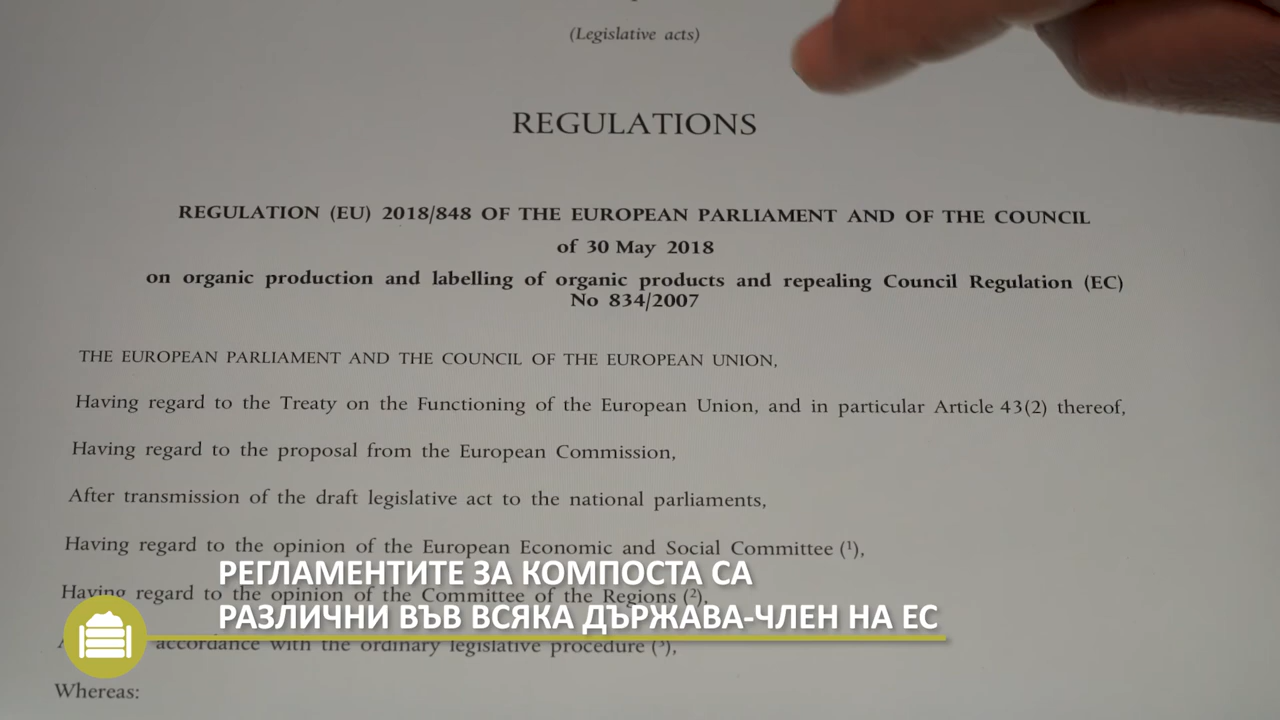 (Legislative acts)
REGULATIONS
REGULATION (EU) 2018/848 OF THE EUROPEAN PARLIAMENT AND OF THE COUNCIL
of 30 May 2018
on organic production and labelling of organic products and repealing Council Regulation (EC)
No 834/2007
THE EUROPEAN PARLIAMENT AND THE COUNCIL OF THE EUROPEAN UNION,
Having regard to the Treaty on the Functioning of the European Union, and in particular Article 43(2) thereof,
Having regard to the proposal from the European Commission,
After transmission of the draft legislative act to the national parliaments,
Having regard to the opinion of the European Economic and Social Committee (¹),
РЕГЛАМЕНТИТЕ ЗА КОМПОСТА СА
Having regard to the opinion of the Committee of the Regions (²),
РАЗЛИЧНИ ВЪВ ВСЯКА ДЪРЖАВА-ЧЛЕН НА ЕС
accordance with the ordinary legislative procedure (³),
Whereas: